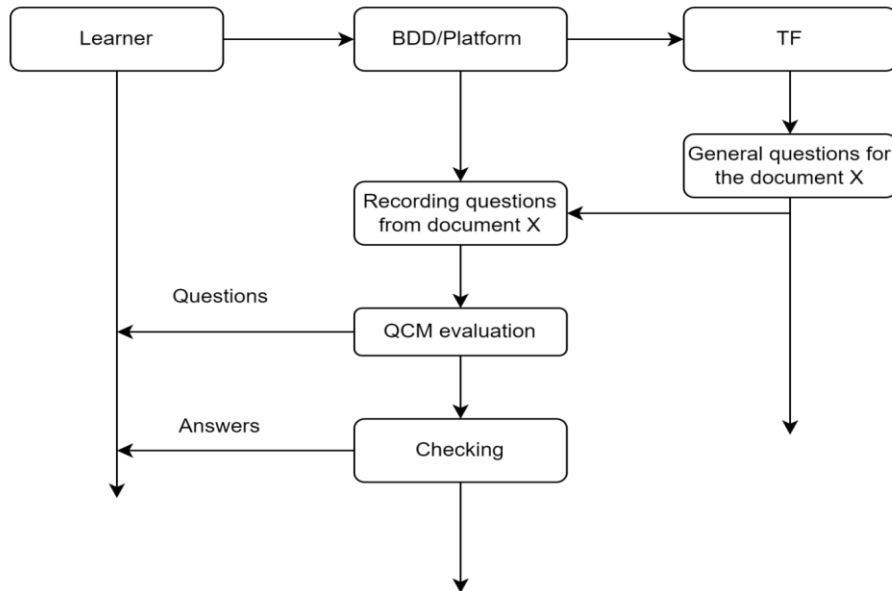 Learner
BDD/Platform
TF
General questions for
the document X
Recording questions
from document X
Questions
QCM evaluation
Answers
Checking